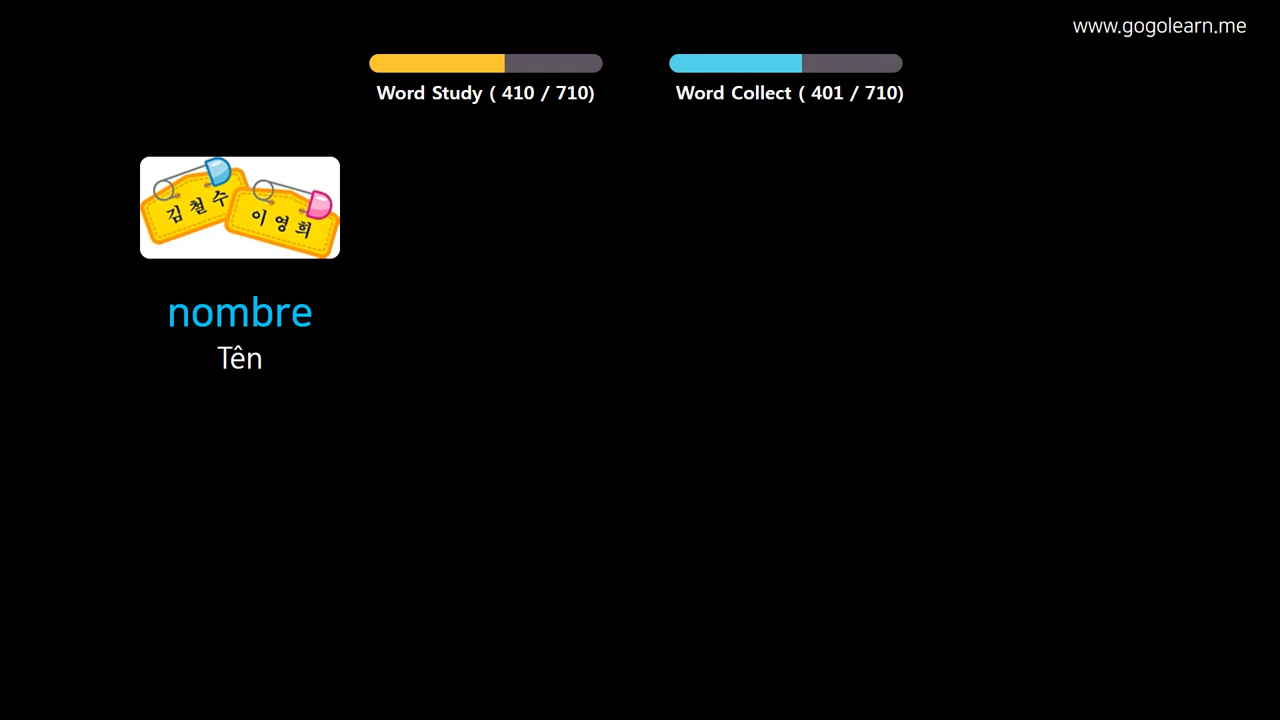 www.gogolearn.me
Word Study ( 410 / 710)
Word Collect ( 401 / 710)
김철수
이영희
nombre
Tên